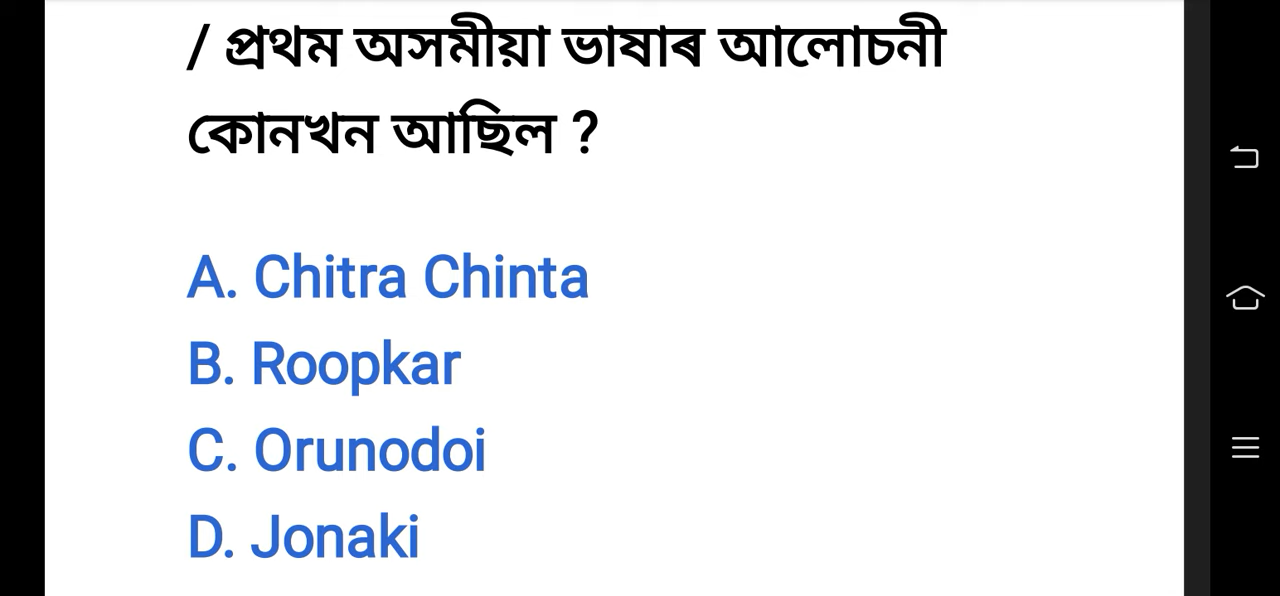 / প্ৰথম অসমীয়া ভাষাৰ আলোচনী
কোনখন আছিল ?
A. Chitra Chinta
B. Roopkar
C. Orunodoi
D. Jonaki